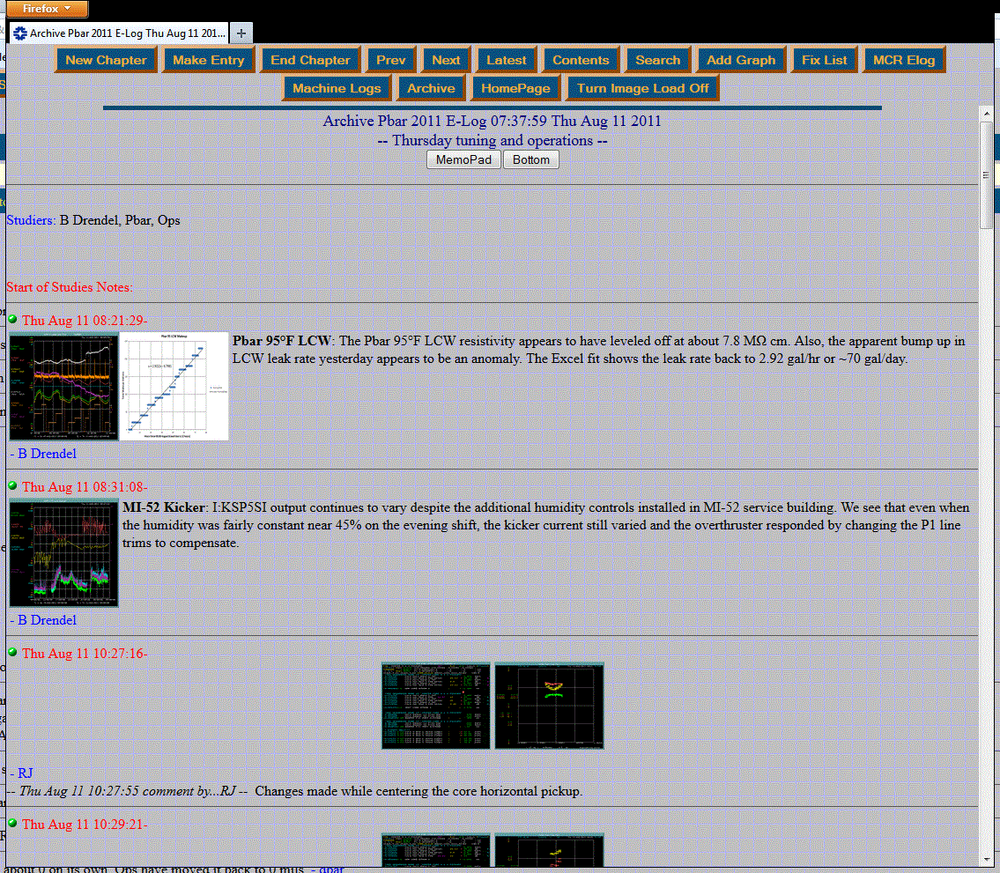 Firefox
Archive Pbar 2011 E-Log Thu Aug 11 201...
New Chapter Make Entry End Chapter Prev Next Latest Contents Search Add Graph Fix List MCR Elog
Machine Logs Archive HomePage Turn Image Load Off
Archive Pbar 2011 E-Log 07:37:59 Thu Aug 11 2011
-- Thursday tuning and operations --
MemoPad Bottom
Studiers: B Drendel, Pbar, Ops
Start of Studies Notes:
Thu Aug 11 08:21:29-
Pbar 95°F LCW: The Pbar 95°F LCW resistivity appears to have leveled off at about 7.8 MΩ cm. Also, the apparent bump up in
LCW leak rate yesterday appears to be an anomaly. The Excel fit shows the leak rate back to 2.92 gal/hr or ~70 gal/day.
- B Drendel
Thu Aug 11 08:31:08-
MI-52 Kicker: I:KSP5SI output continues to vary despite the additional humidity controls installed in MI-52 service building. We see that even when
the humidity was fairly constant near 45% on the evening shift, the kicker current still varied and the overthruster responded by changing the P1 line
trims to compensate.
- B Drendel
Thu Aug 11 10:27:16-
- RJ
-- Thu Aug 11 10:27:55 comment by...RJ -- Changes made while centering the core horizontal pickup.
Thu Aug 11 10:29:21-
about 0 on its own. Ops have moved it back to 0 mils. - qbar